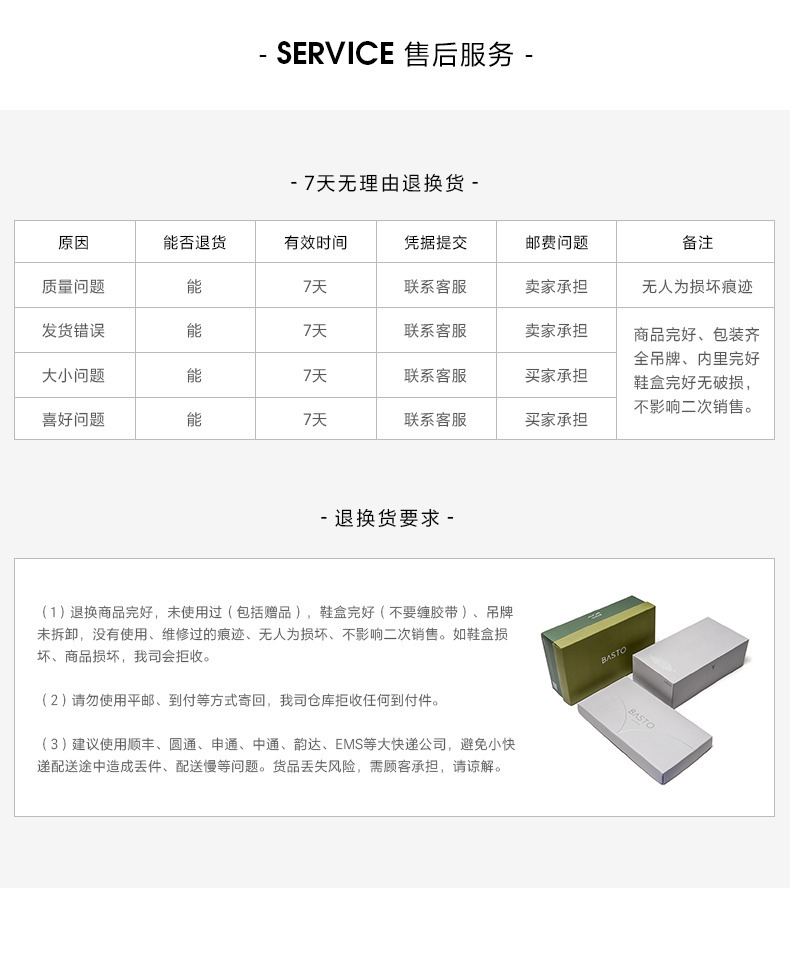 - SERVICE 售后服务 -
- 7天无理由退换货 -
原因 能否退货 有效时间 凭据提交 邮费问题 备注
质量问题 能 7天 联系客服 卖家承担 无人为损坏痕迹
发货错误 能 7天 联系客服 卖家承担
大小问题 能 7天 联系客服 买家承担
喜好问题 能 7天 联系客服 买家承担
商品完好、包装齐
全吊牌、内里完好
鞋盒完好无破损，
不影响二次销售。
- 退换货要求 -
（1）退换商品完好，未使用过（包括赠品），鞋盒完好（不要缠胶带）、吊牌
未拆卸，没有使用、维修过的痕迹、无人为损坏、不影响二次销售。如鞋盒损
坏、商品损坏，我司会拒收。
（2）请勿使用平邮、到付等方式寄回，我司仓库拒收任何到付件。
（3）建议使用顺丰、圆通、申通、中通、韵达、EMS等大快递公司，避免小快
递配送途中造成丢件、配送慢等问题。货品丢失风险，需顾客承担，请谅解。
BASTO
BASTO